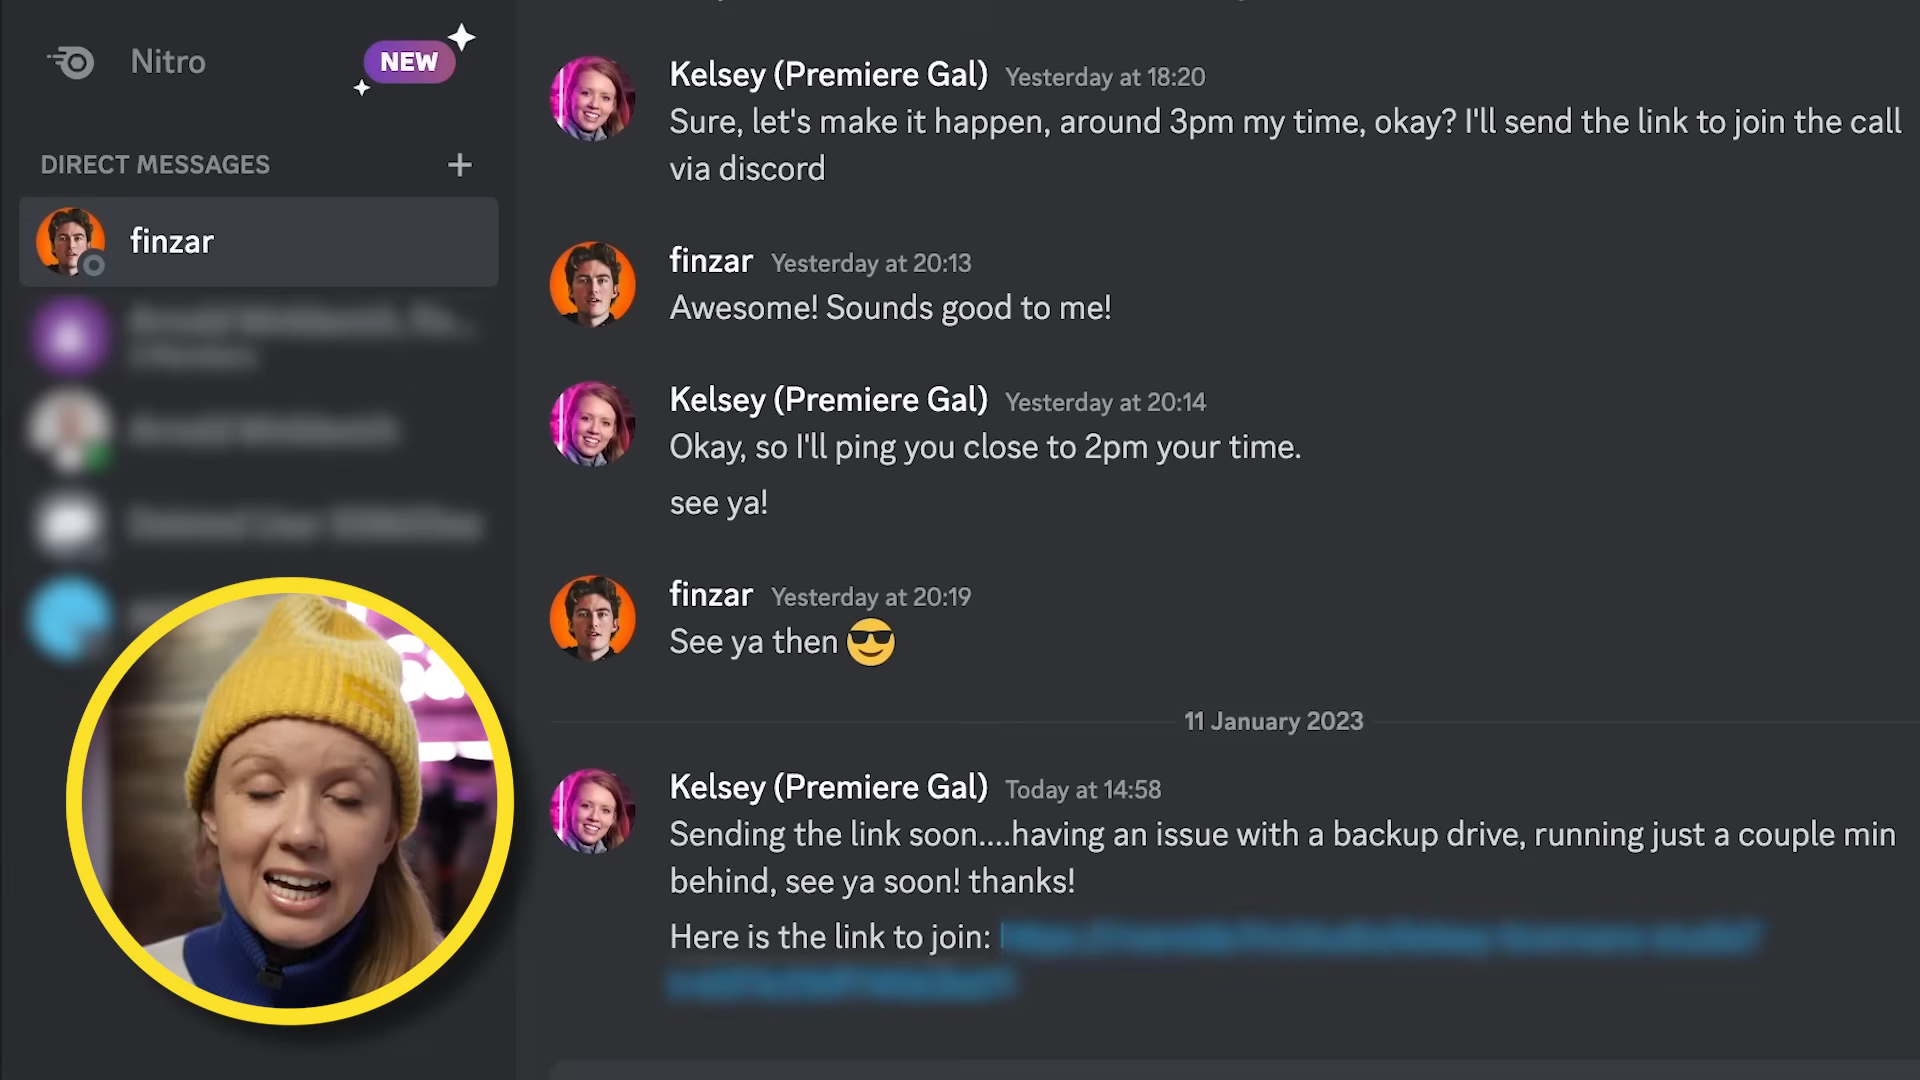 Nitro
NEW
DIRECT MESSAGES
finzar
Kelsey (Premiere Gal) Yesterday at 18:20
Sure, let's make it happen, around 3pm my time, okay? I'll send the link to join the call
via discord
finzar Yesterday at 20:13
Awesome! Sounds good to me!
Kelsey (Premiere Gal) Yesterday at 20:14
Okay, so I'll ping you close to 2pm your time.
see ya!
finzar Yesterday at 20:19
See ya then 😎
11 January 2023
Kelsey (Premiere Gal) Today at 14:58
Sending the link soon....having an issue with a backup drive, running just a couple min
behind, see ya soon! thanks!
Here is the link to join: